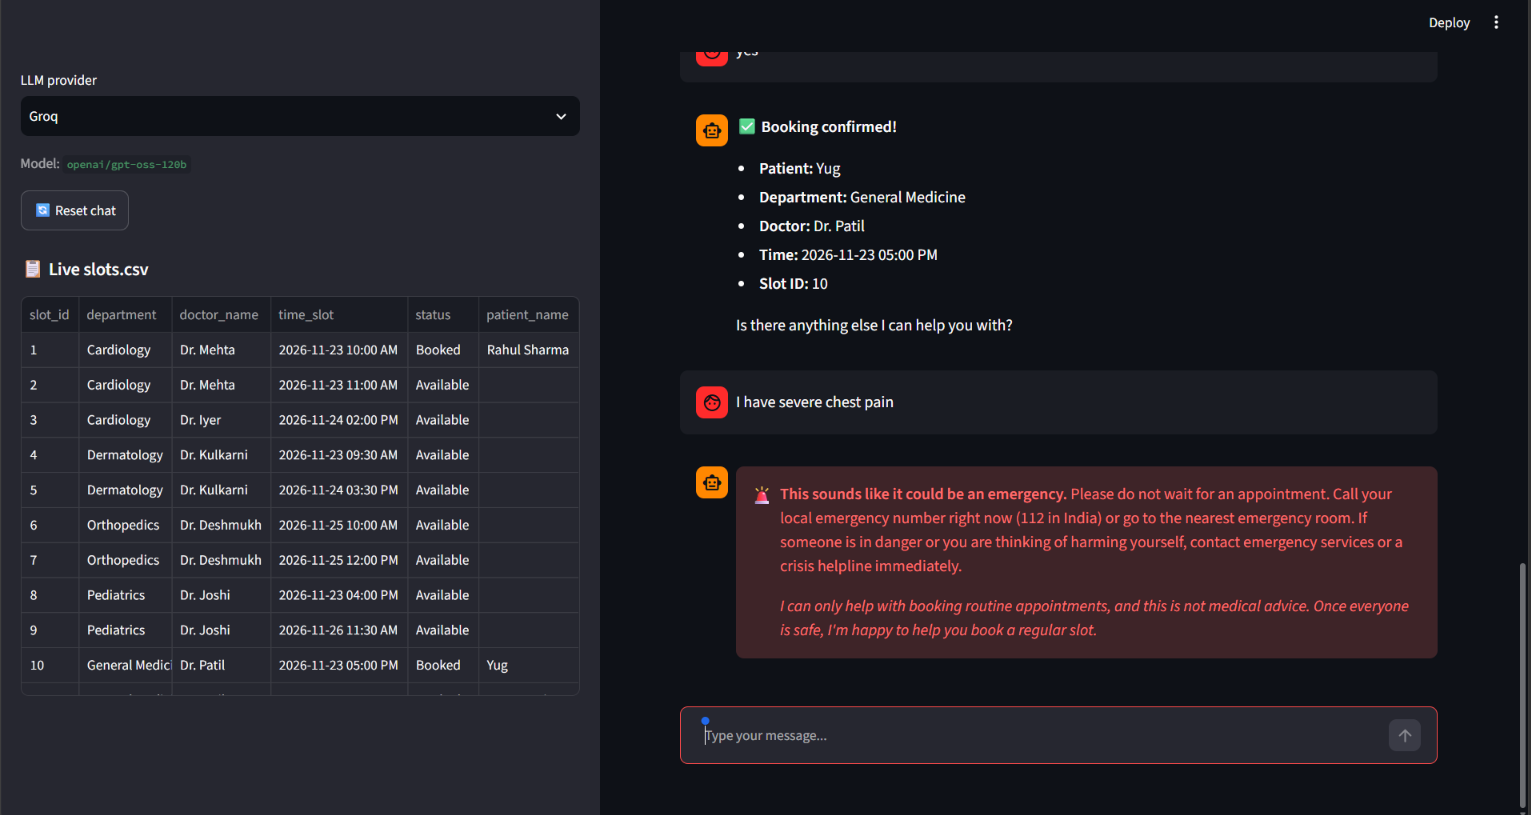 Deploy
LLM provider
Groq
Model: openai/gpt-oss-120b
Reset chat
Live slots.csv
slot_id department doctor_name time_slot status patient_name
1 Cardiology Dr. Mehta 2026-11-23 10:00 AM Booked Rahul Sharma
2 Cardiology Dr. Mehta 2026-11-23 11:00 AM Available
3 Cardiology Dr. Iyer 2026-11-24 02:00 PM Available
4 Dermatology Dr. Kulkarni 2026-11-23 09:30 AM Available
5 Dermatology Dr. Kulkarni 2026-11-24 03:30 PM Available
6 Orthopedics Dr. Deshmukh 2026-11-25 10:00 AM Available
7 Orthopedics Dr. Deshmukh 2026-11-25 12:00 PM Available
8 Pediatrics Dr. Joshi 2026-11-23 04:00 PM Available
9 Pediatrics Dr. Joshi 2026-11-26 11:30 AM Available
10 General Medic Dr. Patil 2026-11-23 05:00 PM Booked Yug
yes
Booking confirmed!
• Patient: Yug
• Department: General Medicine
• Doctor: Dr. Patil
• Time: 2026-11-23 05:00 PM
• Slot ID: 10
Is there anything else I can help you with?
I have severe chest pain
This sounds like it could be an emergency. Please do not wait for an appointment. Call your
local emergency number right now (112 in India) or go to the nearest emergency room. If
someone is in danger or you are thinking of harming yourself, contact emergency services or a
crisis helpline immediately.
I can only help with booking routine appointments, and this is not medical advice. Once everyone
is safe, I'm happy to help you book a regular slot.
Type your message...